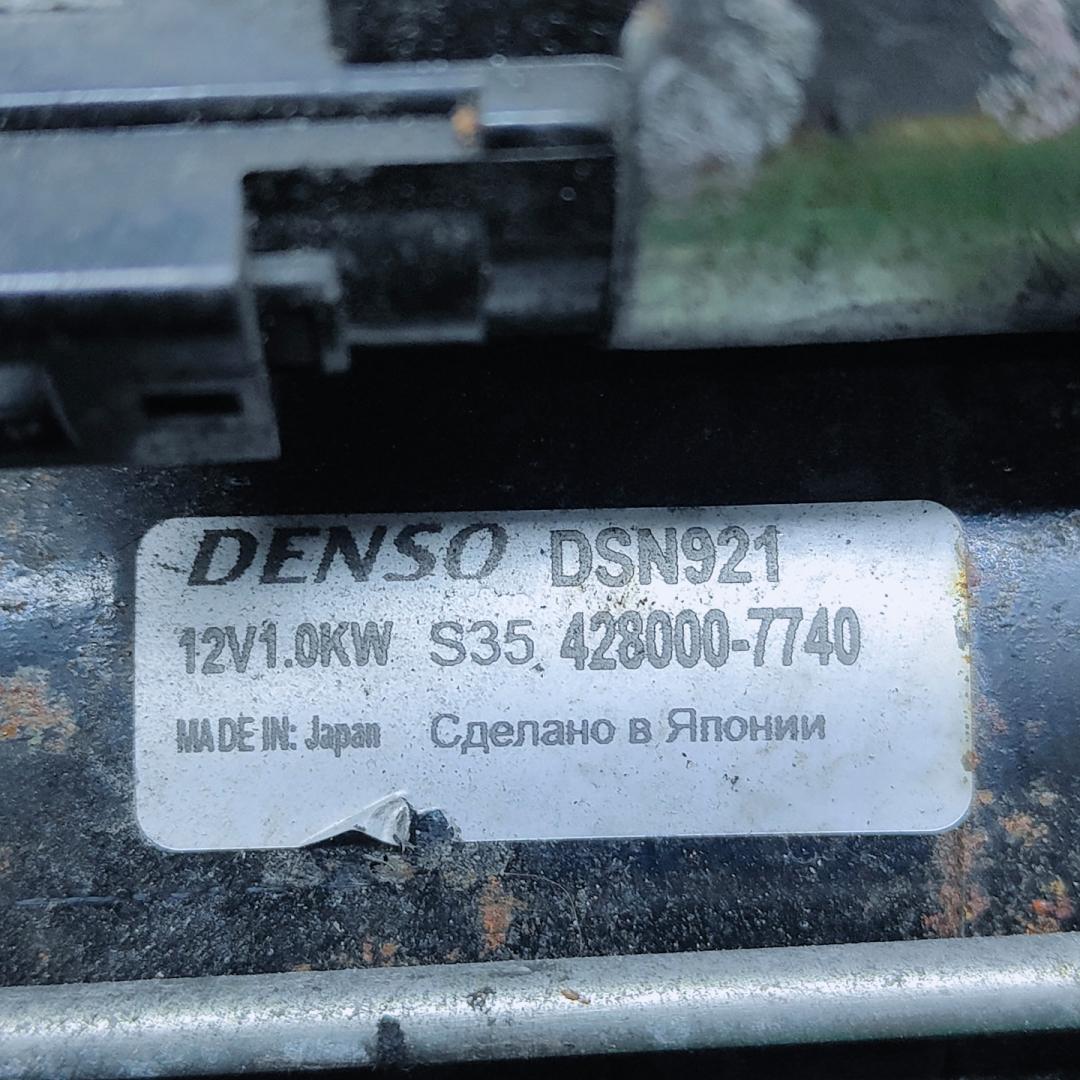 DENSO DSN921
12V1.0KW S35 428000-7740
MADE IN: Japan Сделано в Японии